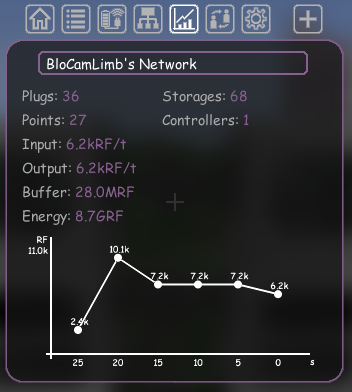 BloCamLimb's Network
Plugs: 36 Storages: 68
Points: 27 Controllers: 1
Input: 6.2kRF/t
Output: 6.2kRF/t
Buffer: 28.0MRF
Energy: 8.7GRF
RF
11.0k
10.1k
7.2k 7.2k 7.2k
6.2k
2.4k
25 20 15 10 5 0 s